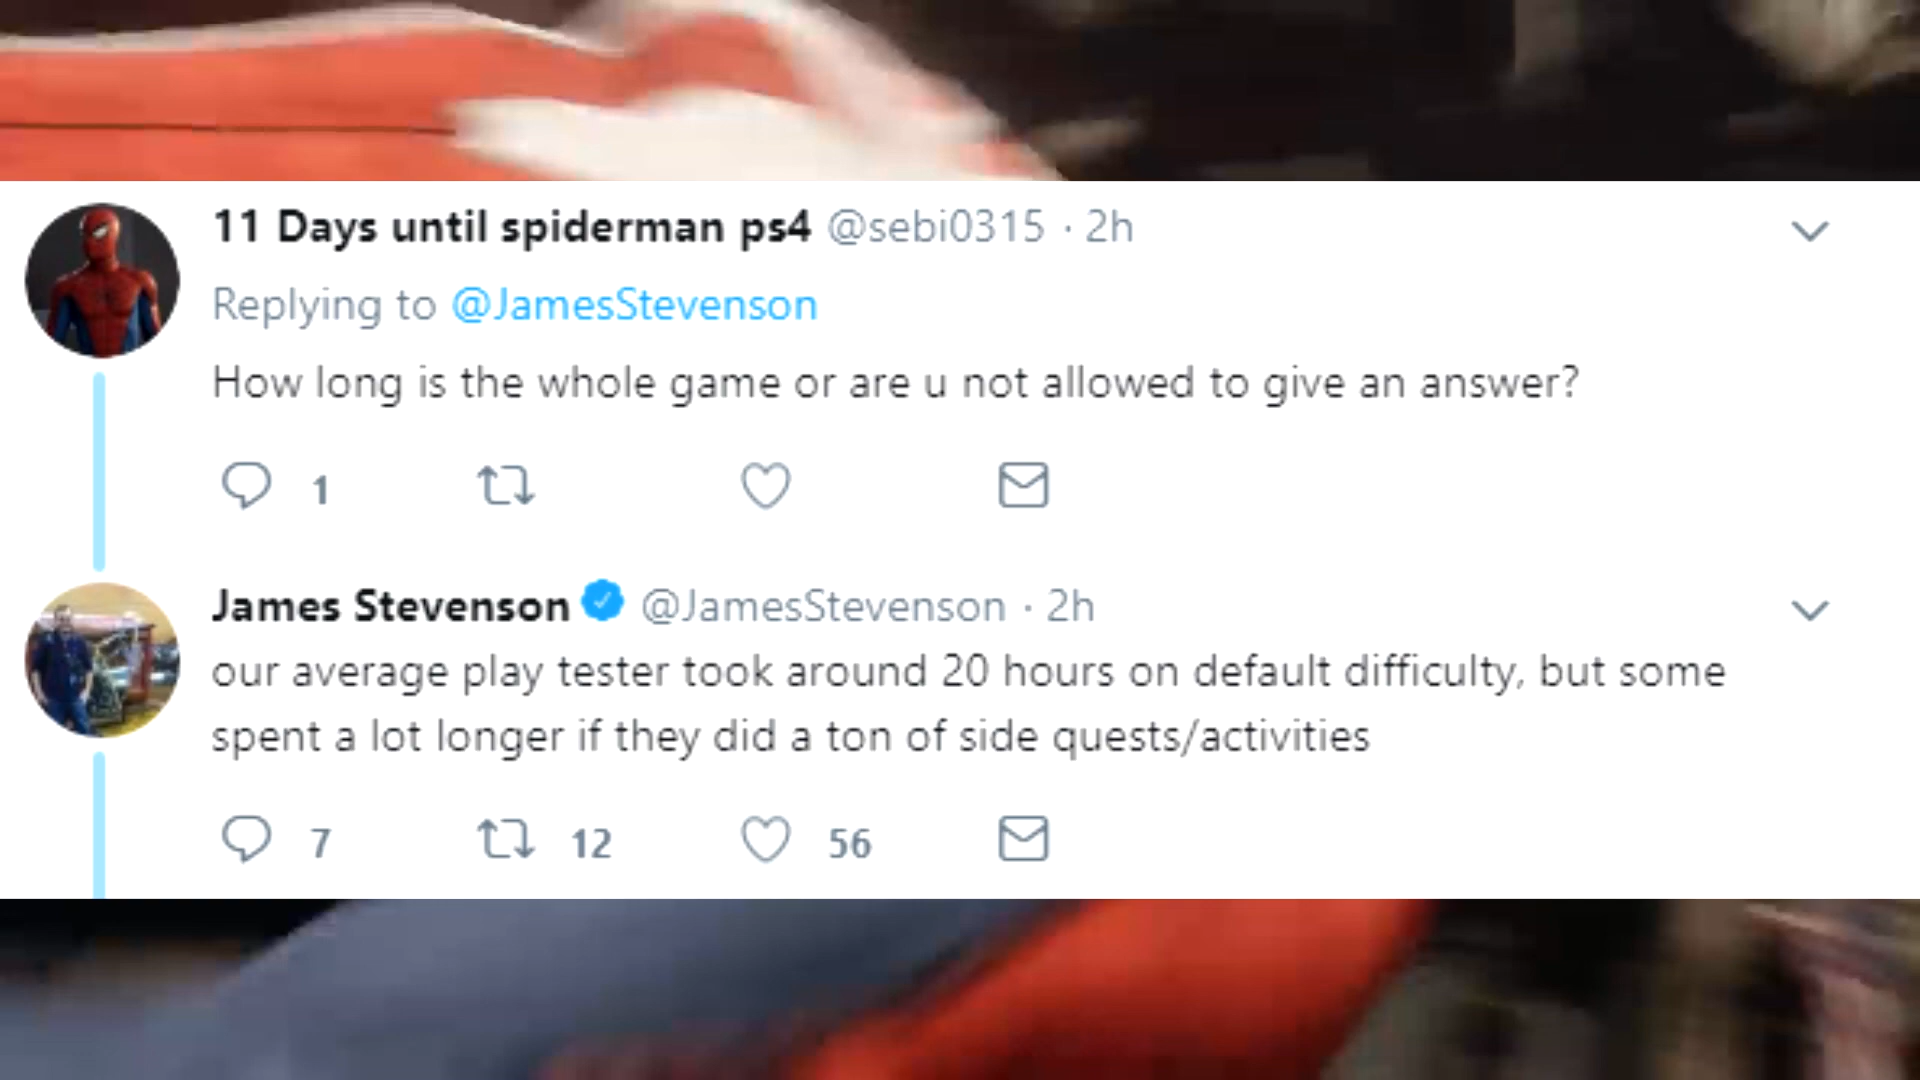 11 Days until spiderman ps4 @sebi0315 · 2h
Replying to @JamesStevenson
How long is the whole game or are u not allowed to give an answer?
1
James Stevenson @JamesStevenson · 2h
our average play tester took around 20 hours on default difficulty, but some
spent a lot longer if they did a ton of side quests/activities
7 12 56